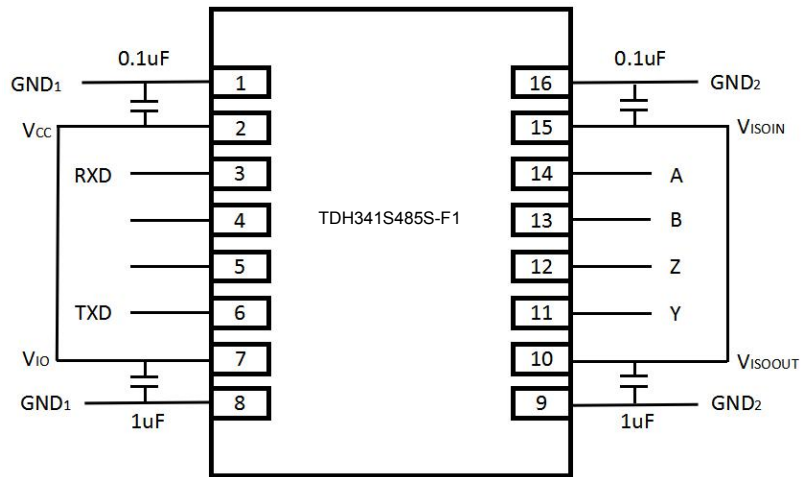 0.1uF
0.1uF
GND1
1
16
GND2
VCC
2
15
VISOIN
RXD
3
14
A
4
TDH341S485S-F1
13
B
5
12
Z
TXD
6
11
Y
VIO
7
10
VISOOUT
GND1
8
9
GND2
1uF
1uF